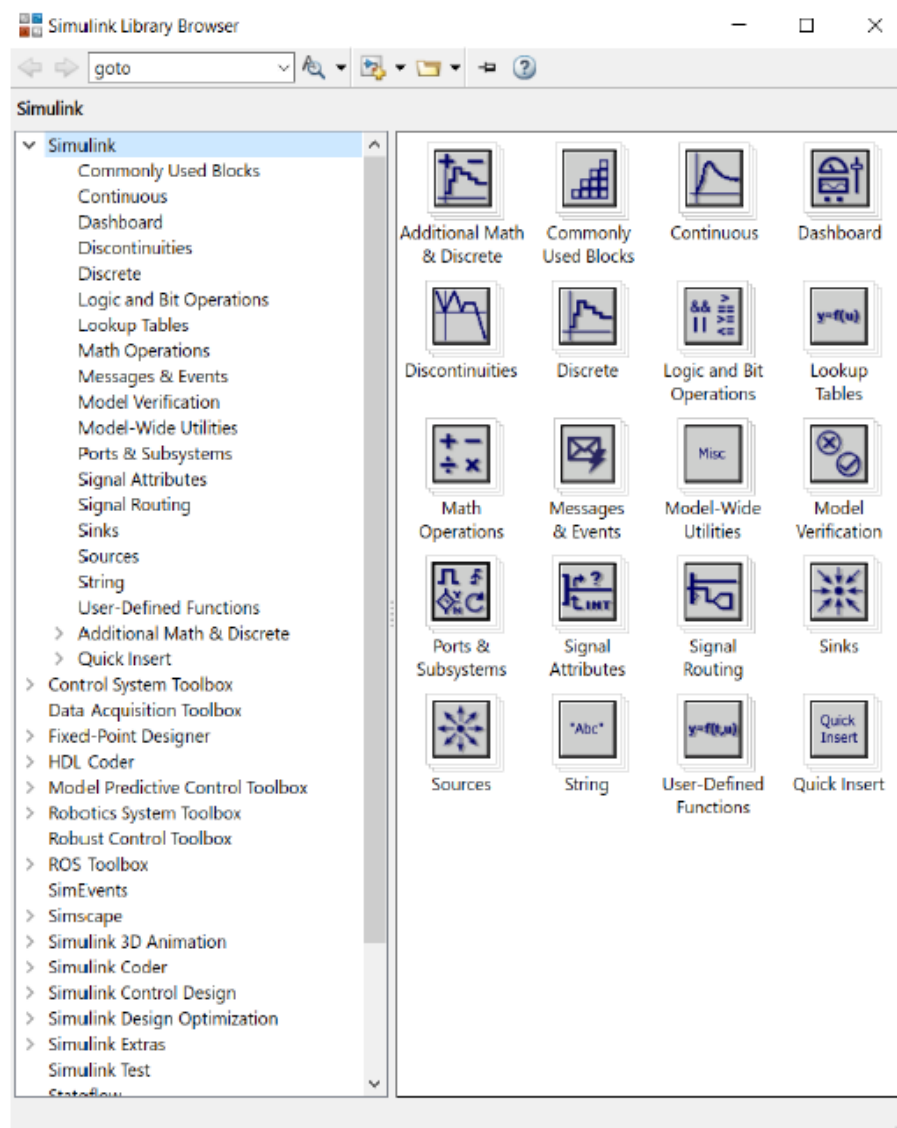 Simulink Library Browser
goto
Simulink
Simulink
Commonly Used Blocks
Continuous
Dashboard
Discontinuities
Discrete
Logic and Bit Operations
Lookup Tables
Math Operations
Messages & Events
Model Verification
Model-Wide Utilities
Ports & Subsystems
Signal Attributes
Signal Routing
Sinks
Sources
String
User-Defined Functions
Additional Math & Discrete
Quick Insert
Control System Toolbox
Data Acquisition Toolbox
Fixed-Point Designer
HDL Coder
Model Predictive Control Toolbox
Robotics System Toolbox
Robust Control Toolbox
ROS Toolbox
SimEvents
Simscape
Simulink 3D Animation
Simulink Coder
Simulink Control Design
Simulink Design Optimization
Simulink Extras
Simulink Test
Stateflow
Additional Math
& Discrete
Commonly
Used Blocks
Continuous
Dashboard
Discontinuities
Discrete
&& > ==
|| >= <=
Logic and Bit
Operations
y=f(u)
Lookup
Tables
+ −
÷ ×
Math
Operations
Messages
& Events
Misc
Model-Wide
Utilities
Model
Verification
Y
N
Ports &
Subsystems
?
INT
Signal
Attributes
Signal
Routing
Sinks
Sources
"Abc"
String
y=f(t,u)
User-Defined
Functions
Quick
Insert
Quick Insert